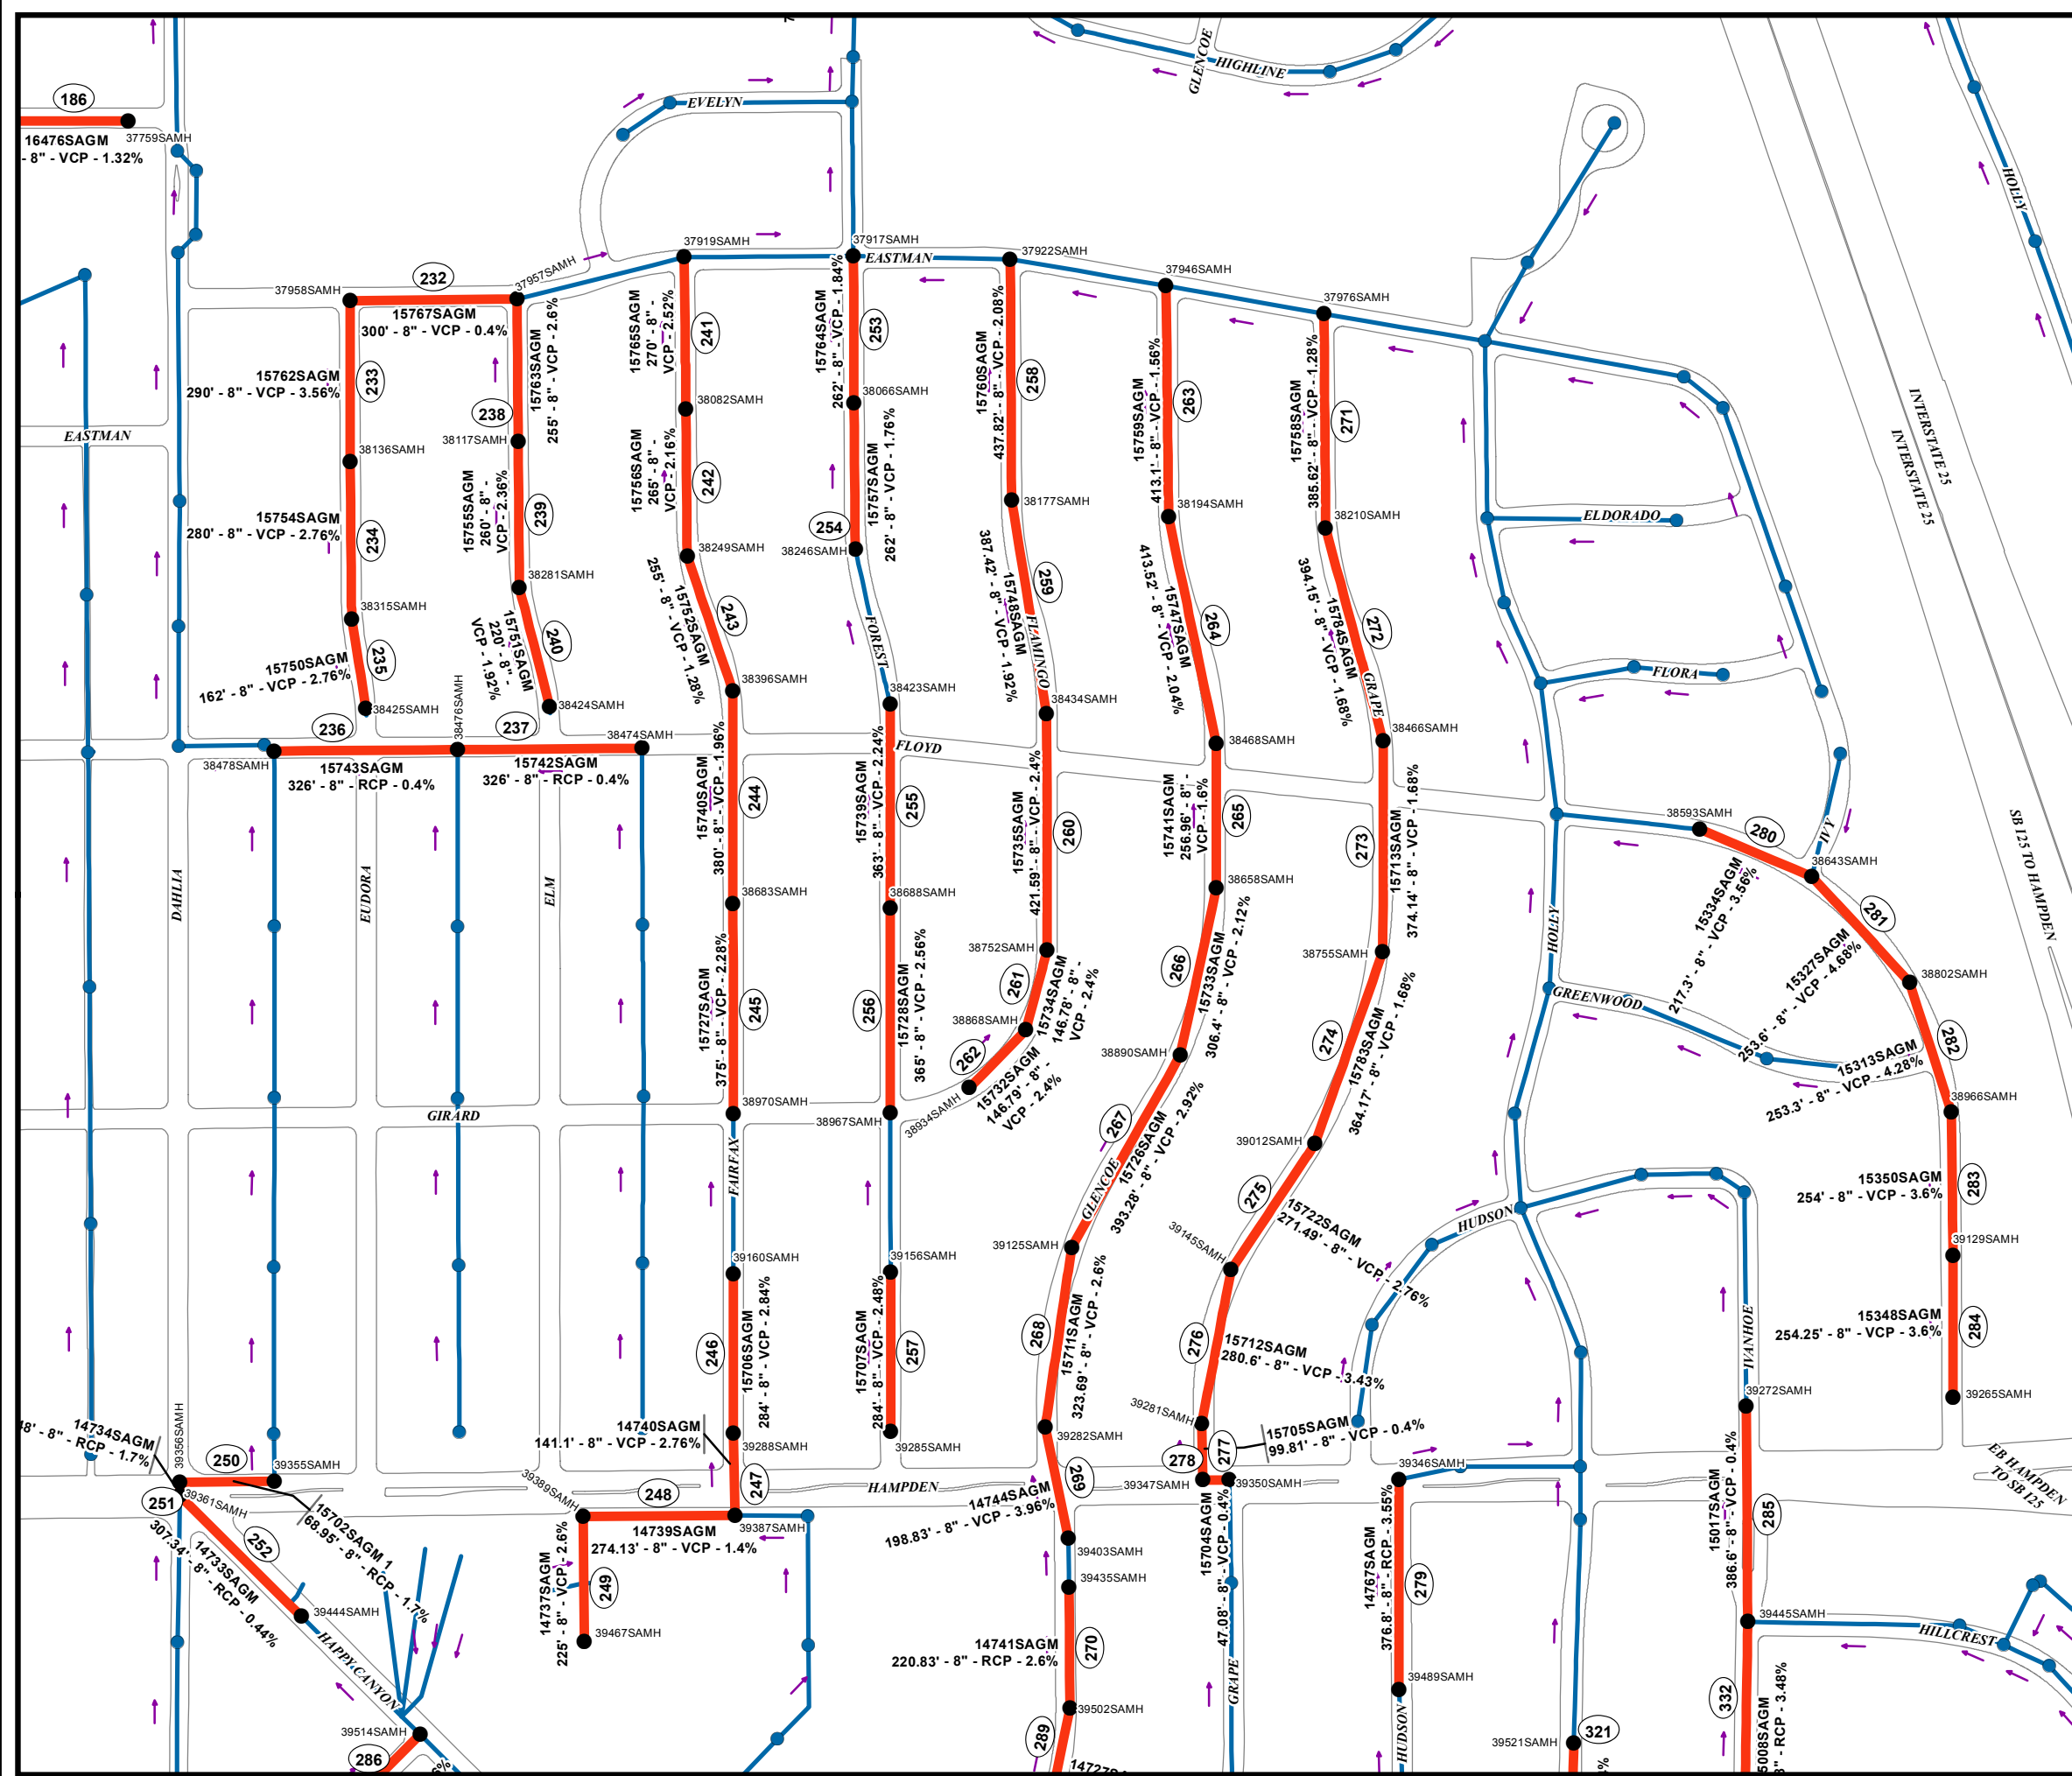 GLENCOE
HIGHLINE
186
16476SAGM
- 8" - VCP - 1.32%
37759SAMH
EVELYN
HOLLY
37919SAMH
37917SAMH
37922SAMH
EASTMAN
37957SAMH
37946SAMH
37976SAMH
37958SAMH
232
15767SAGM
300' - 8" - VCP - 0.4%
15763SAGM
255' - 8" - VCP - 2.6%
15765SAGM
270' - 8" -
VCP - 2.52%
241
15764SAGM
262' - 8" - VCP - 1.84%
253
15760SAGM
437.82' - 8" - VCP - 2.08%
258
15759SAGM
413.1' - 8" - VCP - 1.56%
263
15758SAGM
385.62' - 8" - VCP - 1.28%
271
15762SAGM
290' - 8" - VCP - 3.56%
233
238
38082SAMH
38066SAMH
INTERSTATE 25
INTERSTATE 25
EASTMAN
38136SAMH
38117SAMH
15755SAGM
260' - 8" -
VCP - 2.36%
239
15756SAGM
265' - 8" -
VCP - 2.16%
242
15757SAGM
262' - 8" - VCP - 1.76%
254
38177SAMH
38194SAMH
38210SAMH
ELDORADO
15754SAGM
280' - 8" - VCP - 2.76%
234
38249SAMH
38246SAMH
38281SAMH
38315SAMH
15751SAGM
220' - 8" -
VCP - 1.92%
240
15752SAGM
255' - 8" - VCP - 1.28%
243
FOREST
15748SAGM
387.42' - 8" - VCP - 1.92%
259
FLAMINGO
15747SAGM
413.52' - 8" - VCP - 2.04%
264
15784SAGM
394.15' - 8" - VCP - 1.68%
272
GRAPE
FLORA
15750SAGM
162' - 8" - VCP - 2.76%
235
38425SAMH
38424SAMH
38396SAMH
38423SAMH
38434SAMH
236
38476SAMH
237
38474SAMH
38468SAMH
38466SAMH
FLOYD
38478SAMH
15743SAGM
326' - 8" - RCP - 0.4%
15742SAGM
326' - 8" - RCP - 0.4%
15740SAGM
380' - 8" - VCP - 1.96%
244
15739SAGM
363' - 8" - VCP - 2.24%
255
15735SAGM
421.59' - 8" - VCP - 2.4%
260
15741SAGM
256.96' - 8" -
VCP - 1.6%
265
273
15713SAGM
374.14' - 8" - VCP - 1.68%
38593SAMH
280
IVY
38643SAMH
SB I25 TO HAMPDEN
DAHLIA
EUDORA
ELM
38683SAMH
38688SAMH
38658SAMH
HOLLY
15334SAGM
217.3' - 8" - VCP - 3.56%
281
15327SAGM
253.6' - 8" - VCP - 4.68%
38752SAMH
38755SAMH
38802SAMH
15727SAGM
375' - 8" - VCP - 2.28%
245
256
15728SAGM
365' - 8" - VCP - 2.56%
261
15734SAGM
146.78' - 8" -
VCP - 2.4%
266
15733SAGM
306.4' - 8" - VCP - 2.12%
GREENWOOD
38868SAMH
262
15732SAGM
146.79' - 8" -
VCP - 2.4%
38890SAMH
274
15783SAGM
364.17' - 8" - VCP - 1.68%
15313SAGM
253.3' - 8" - VCP - 4.28%
282
38966SAMH
GIRARD
38970SAMH
38967SAMH
38934SAMH
267
15726SAGM
393.28' - 8" - VCP - 2.92%
GLENCOE
39012SAMH
FAIRFAX
275
15722SAGM
271.49' - 8" - VCP - 2.76%
HUDSON
15350SAGM
254' - 8" - VCP - 3.6%
283
39160SAMH
39156SAMH
39125SAMH
39145SAMH
39129SAMH
246
15706SAGM
284' - 8" - VCP - 2.84%
15707SAGM
284' - 8" - VCP - 2.48%
257
268
15711SAGM
323.69' - 8" - VCP - 2.6%
276
15712SAGM
280.6' - 8" - VCP - 3.43%
IVANHOE
15348SAGM
254.25' - 8" - VCP - 3.6%
284
39272SAMH
39265SAMH
14734SAGM
48' - 8" - RCP - 1.7%
39356SAMH
250
39355SAMH
14740SAGM
141.1' - 8" - VCP - 2.76%
39288SAMH
39285SAMH
39282SAMH
39281SAMH
15705SAGM
99.81' - 8" - VCP - 0.4%
277
278
39347SAMH
39350SAMH
39346SAMH
EB HAMPDEN
TO SB I25
251
39361SAMH
39389SAMH
248
247
HAMPDEN
269
14744SAGM
198.83' - 8" - VCP - 3.96%
15702SAGM 1
68.95' - 8" - RCP - 1.7%
252
14733SAGM
307.34' - 8" - RCP - 0.44%
14739SAGM
274.13' - 8" - VCP - 1.4%
39387SAMH
39403SAMH
15704SAGM
47.08' - 8" - VCP - 0.4%
14767SAGM
376.8' - 8" - RCP - 3.55%
279
15017SAGM
386.6' - 8" - VCP - 0.4%
285
14737SAGM
225' - 8" - VCP - 2.6%
249
39435SAMH
39444SAMH
39467SAMH
39445SAMH
HILLCREST
HAPPY CANYON
14741SAGM
220.83' - 8" - RCP - 2.6%
270
GRAPE
39489SAMH
HUDSON
332
5008SAGM
8" - RCP - 3.48%
39514SAMH
39502SAMH
39521SAMH
321
286
289